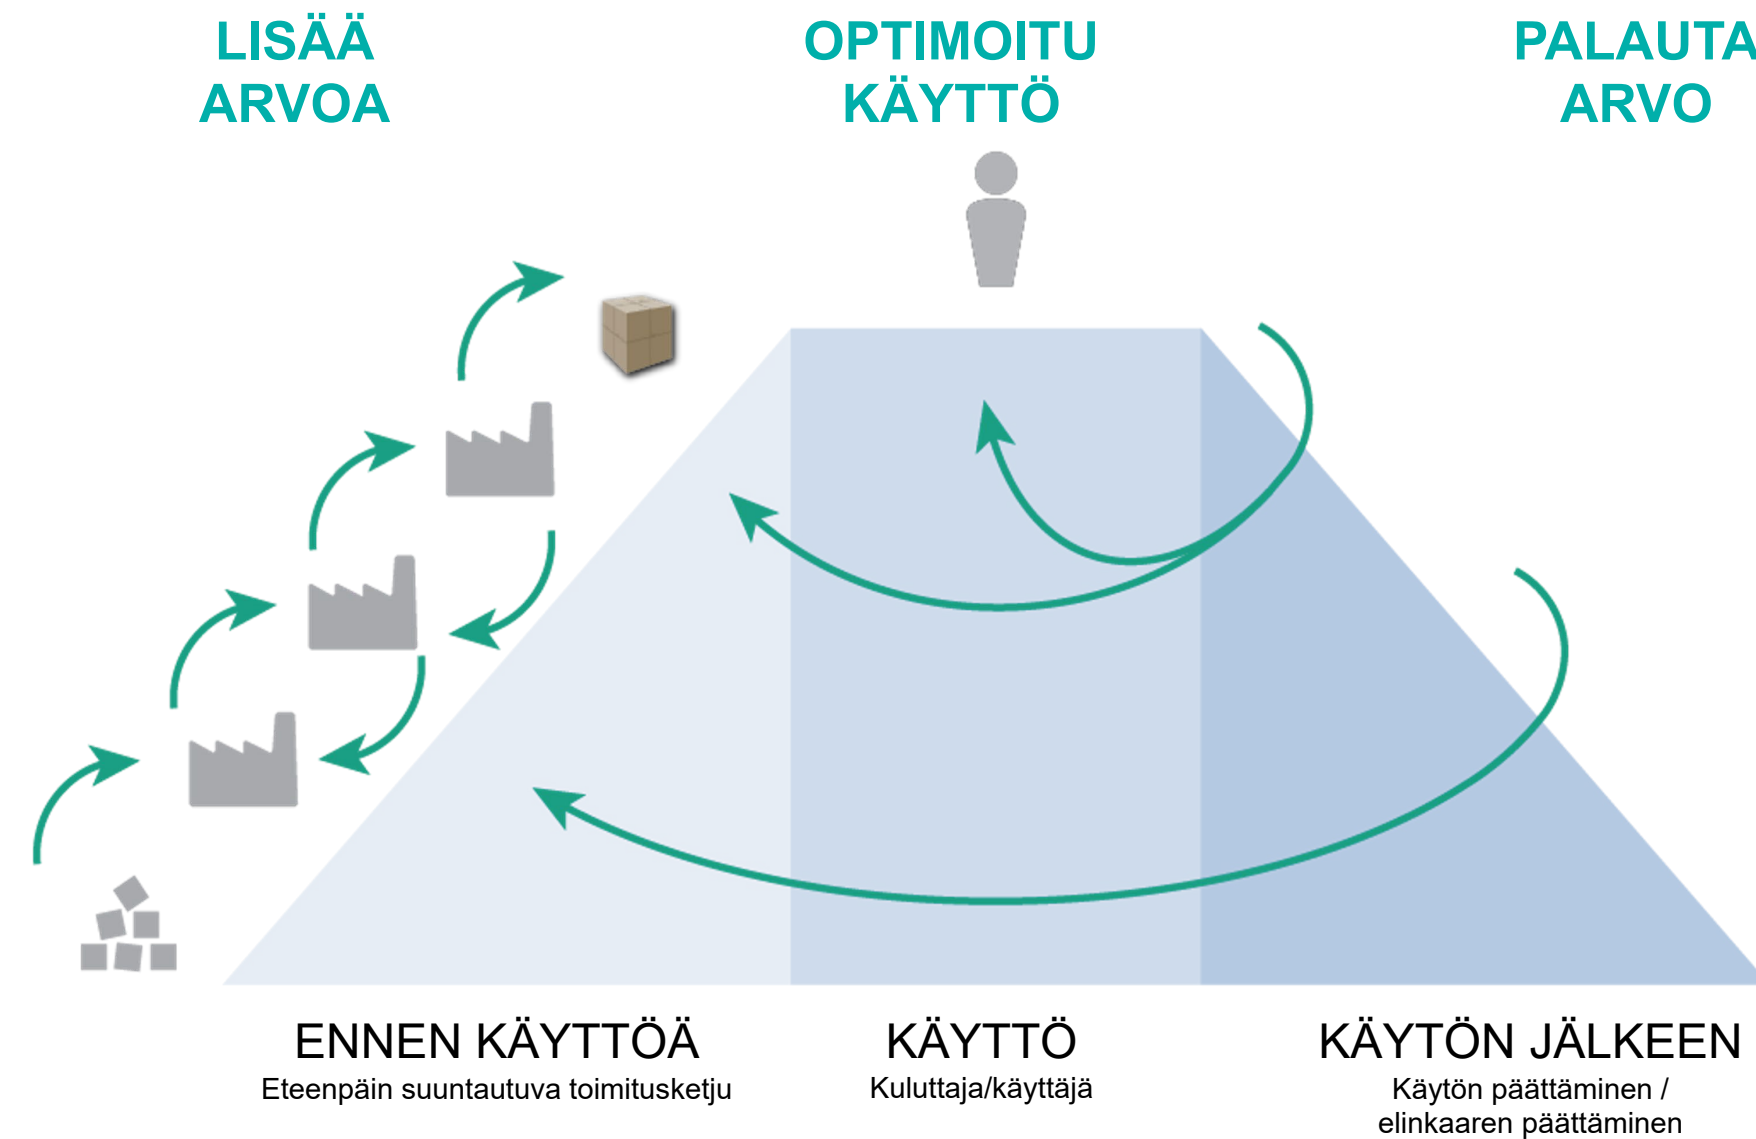 LISÄÄ
ARVOA
OPTIMOITU
KÄYTTÖ
PALAUTA
ARVO
ENNEN KÄYTTÖÄ
Eteenpäin suuntautuva toimitusketju
KÄYTTÖ
Kuluttaja/käyttäjä
KÄYTÖN JÄLKEEN
Käytön päättäminen /
elinkaaren päättäminen